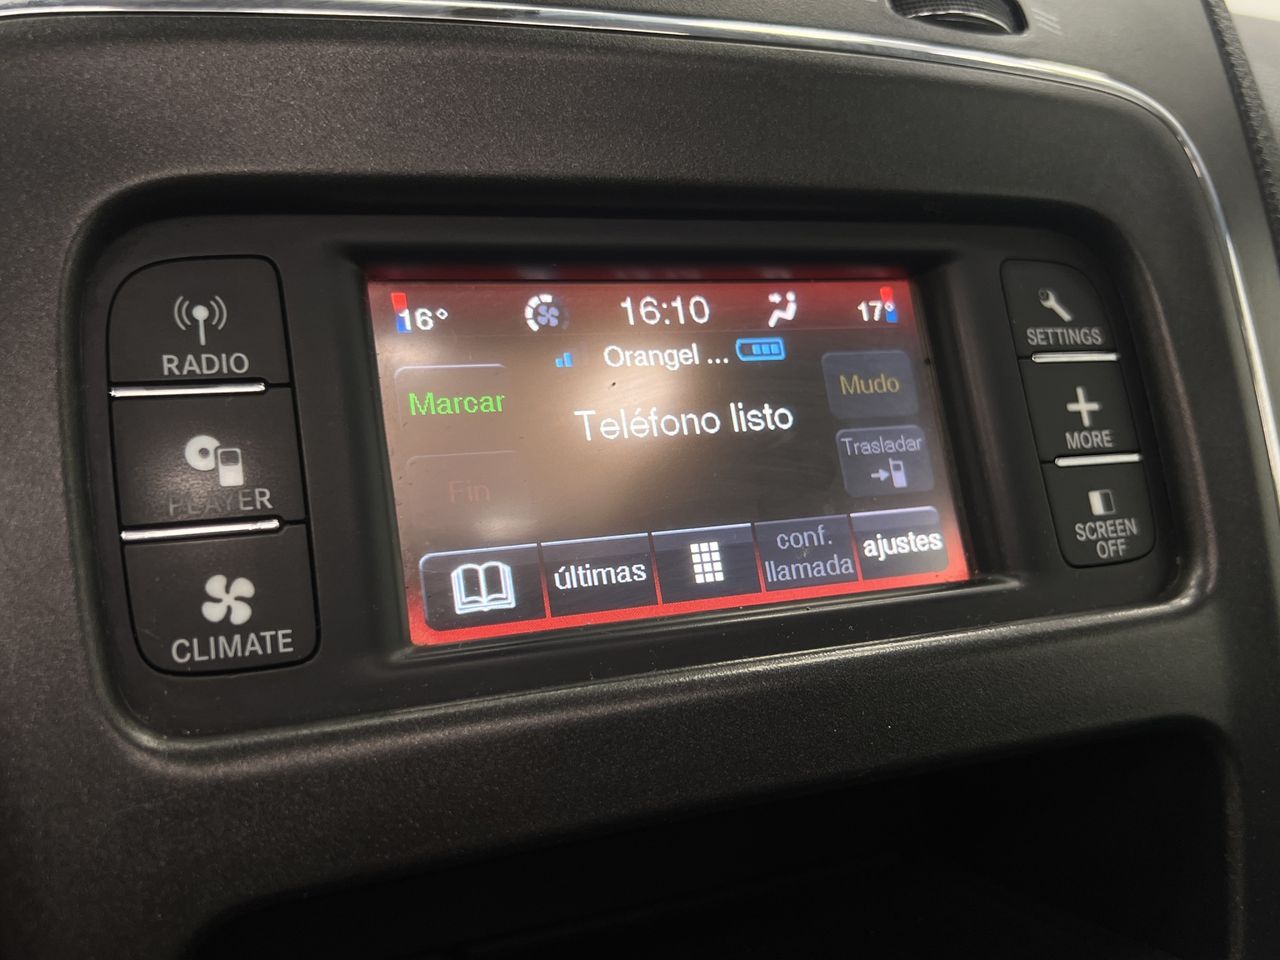 RADIO
PLAYER
CLIMATE
16° 16:10 17°
Orangel ...
Marcar
Teléfono listo
Mudo
Trasladar
Fin
últimas
conf.
llamada
ajustes
SETTINGS
MORE
SCREEN
OFF